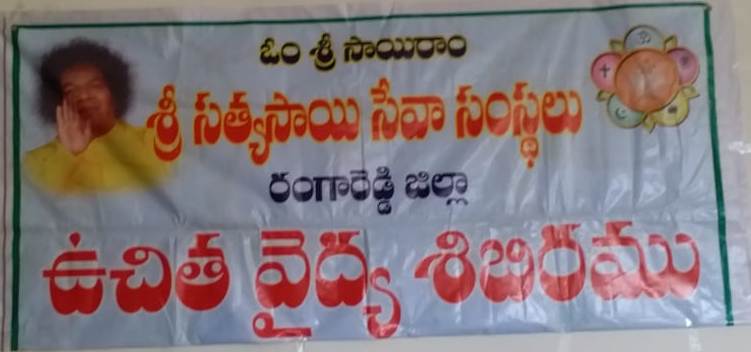 ఓం శ్రీ సాయిరాం
శ్రీ సత్యసాయి సేవా సంస్థలు
రంగారెడ్డి జిల్లా
ఉచిత వైద్య శిబిరము